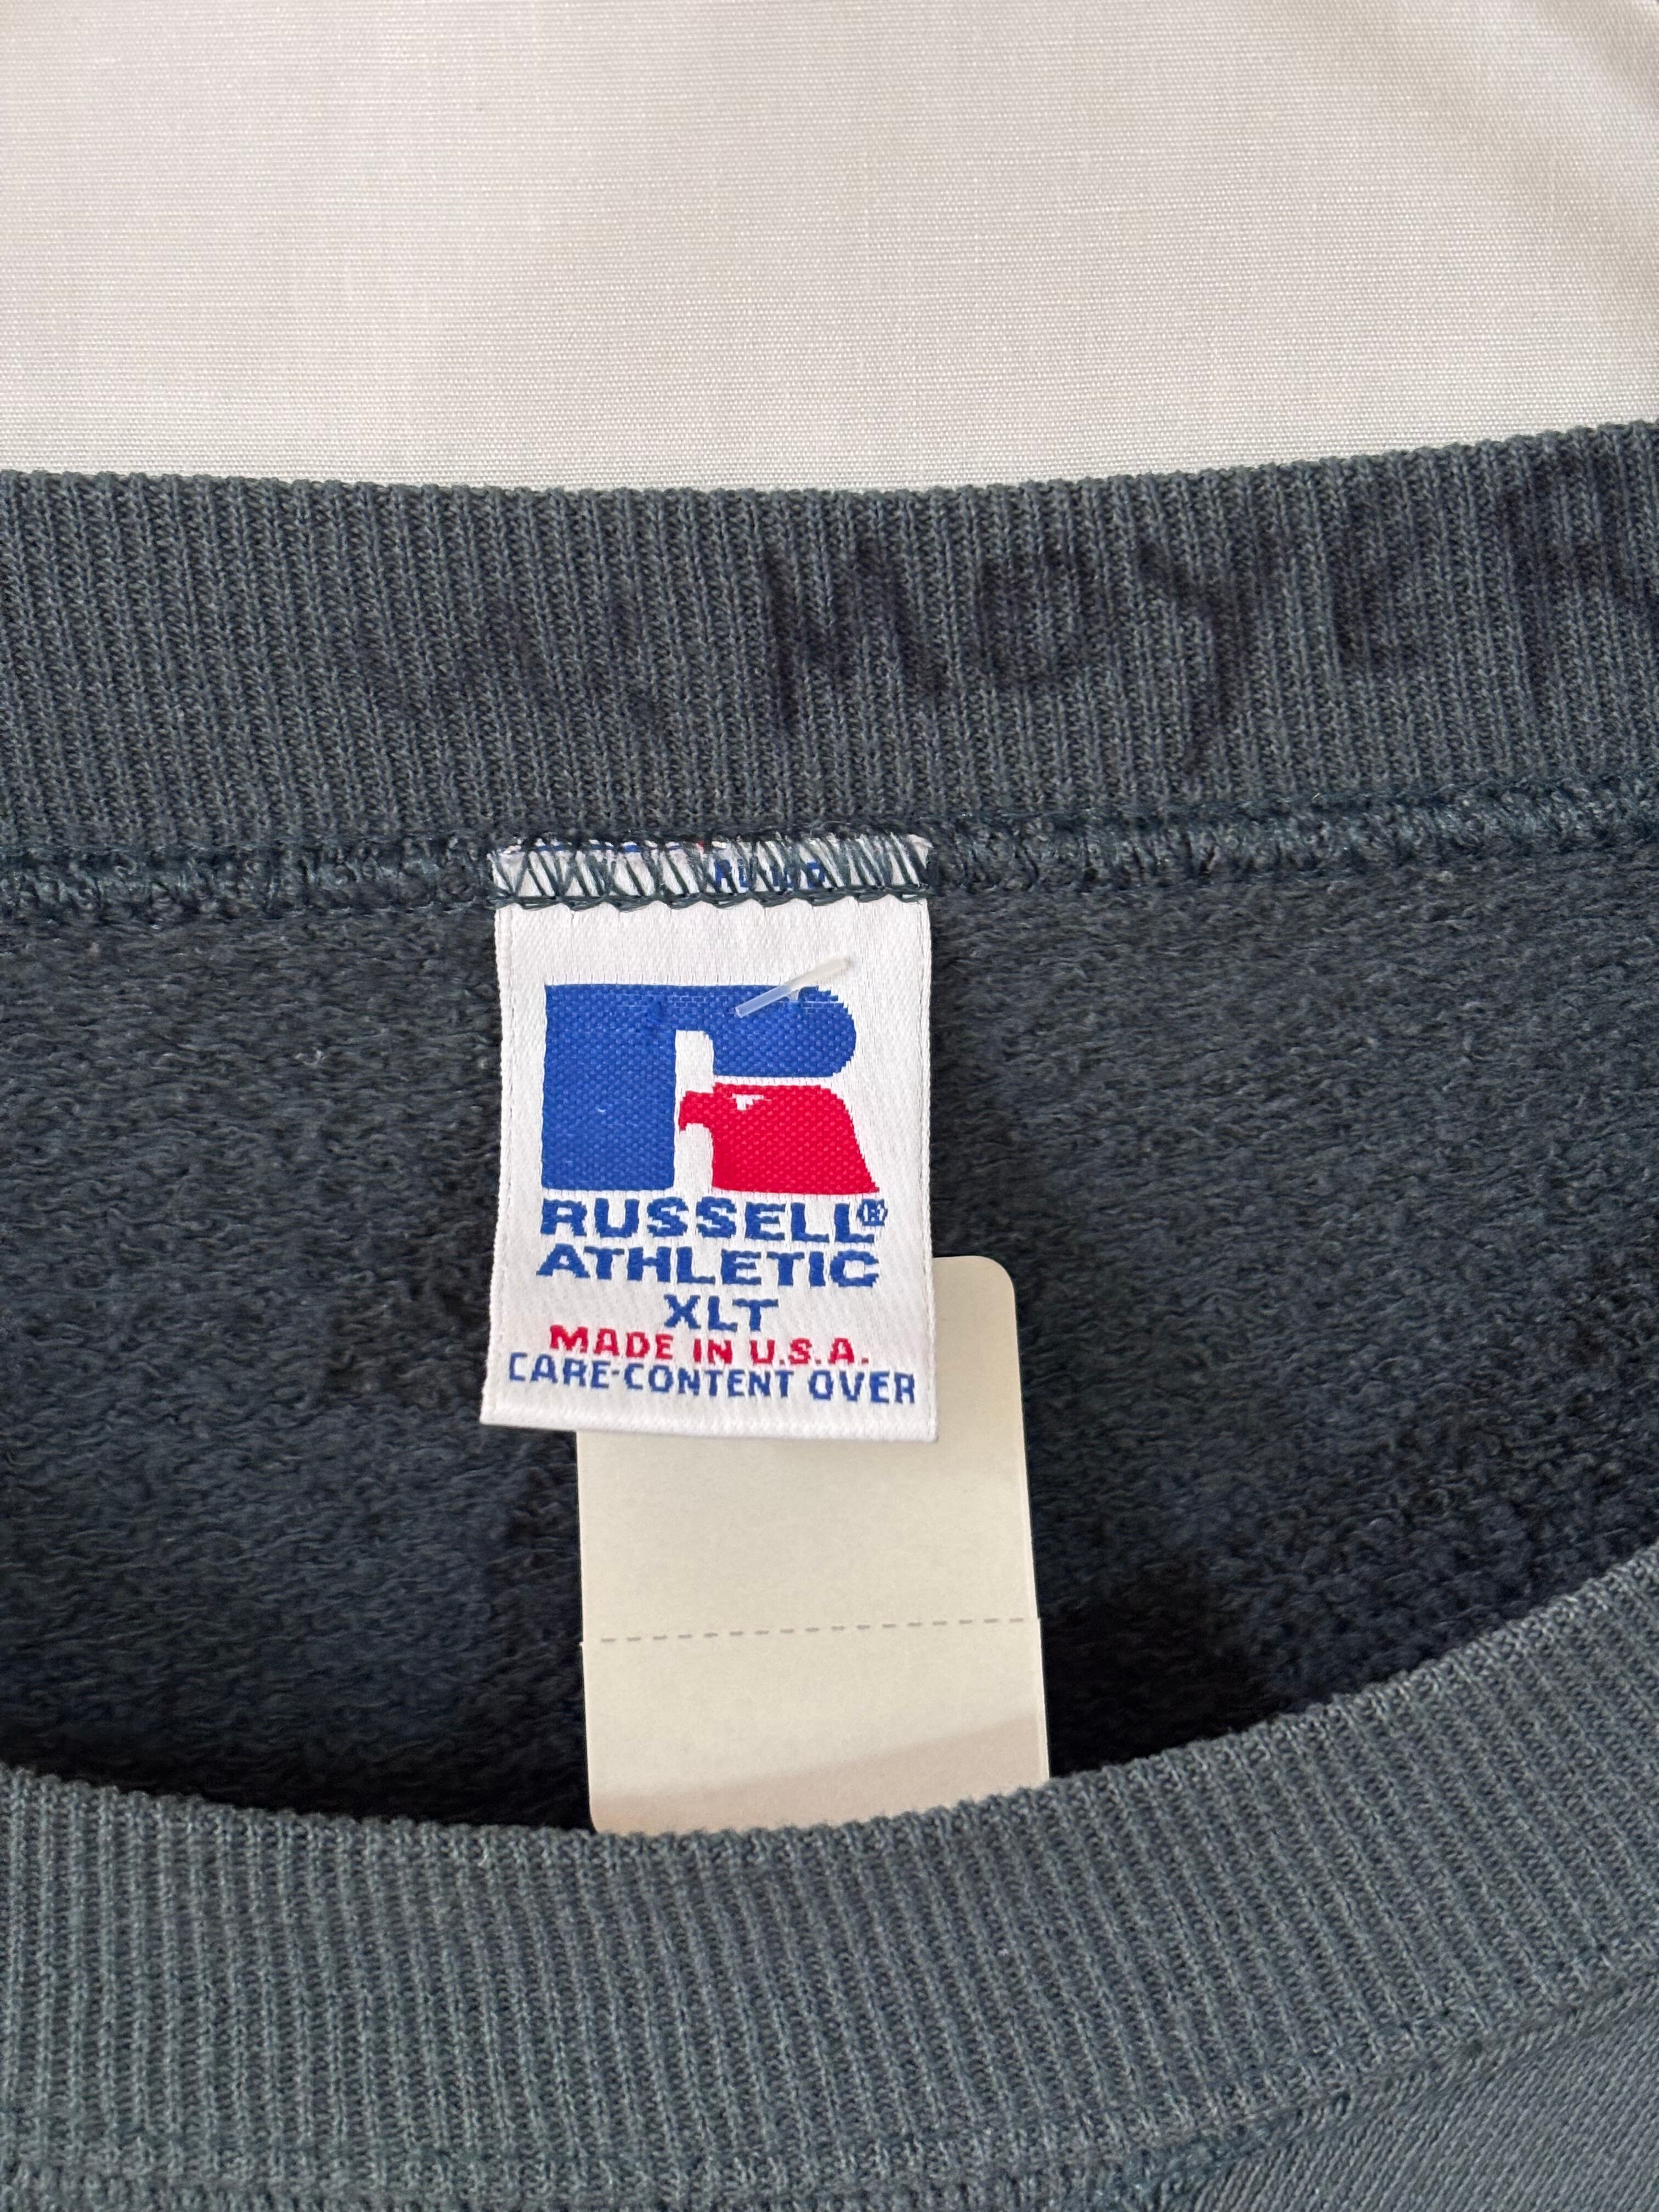 RUSSELL®
ATHLETIC
XLT
MADE IN U.S.A.
CARE-CONTENT OVER